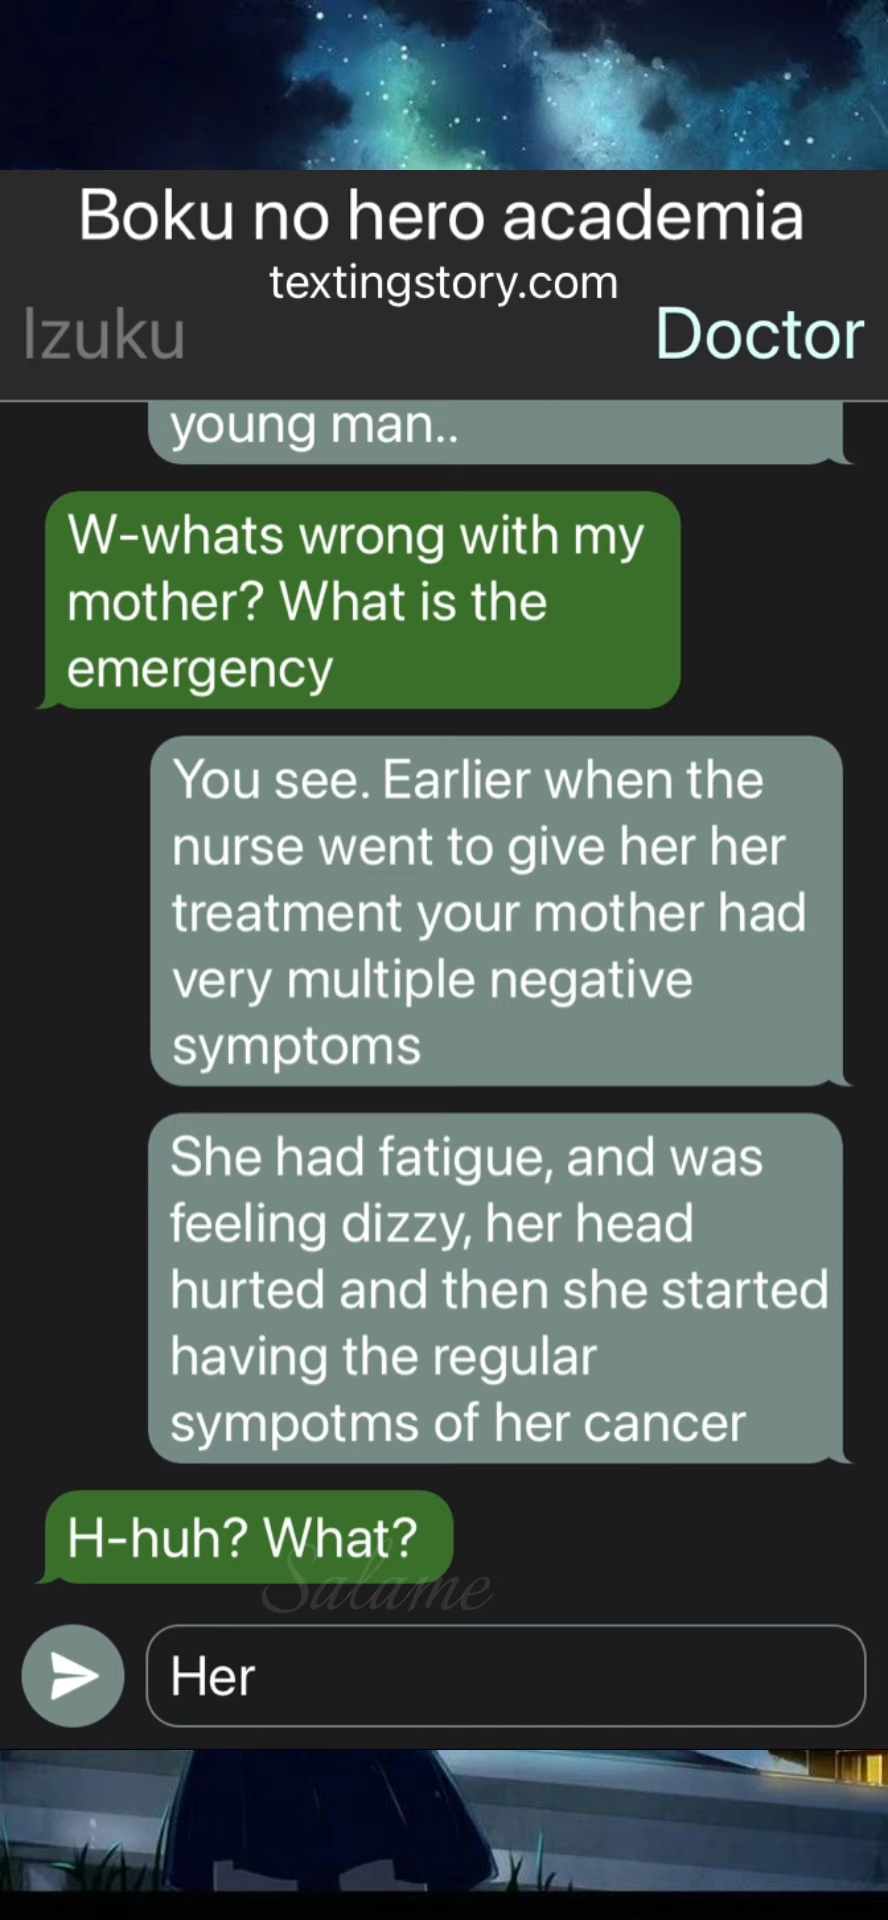 Boku no hero academia
textingstory.com
Izuku
Doctor
young man..
W-whats wrong with my
mother? What is the
emergency
You see. Earlier when the
nurse went to give her her
treatment your mother had
very multiple negative
symptoms
She had fatigue, and was
feeling dizzy, her head
hurted and then she started
having the regular
sympotms of her cancer
H-huh? What?
Salame
Her